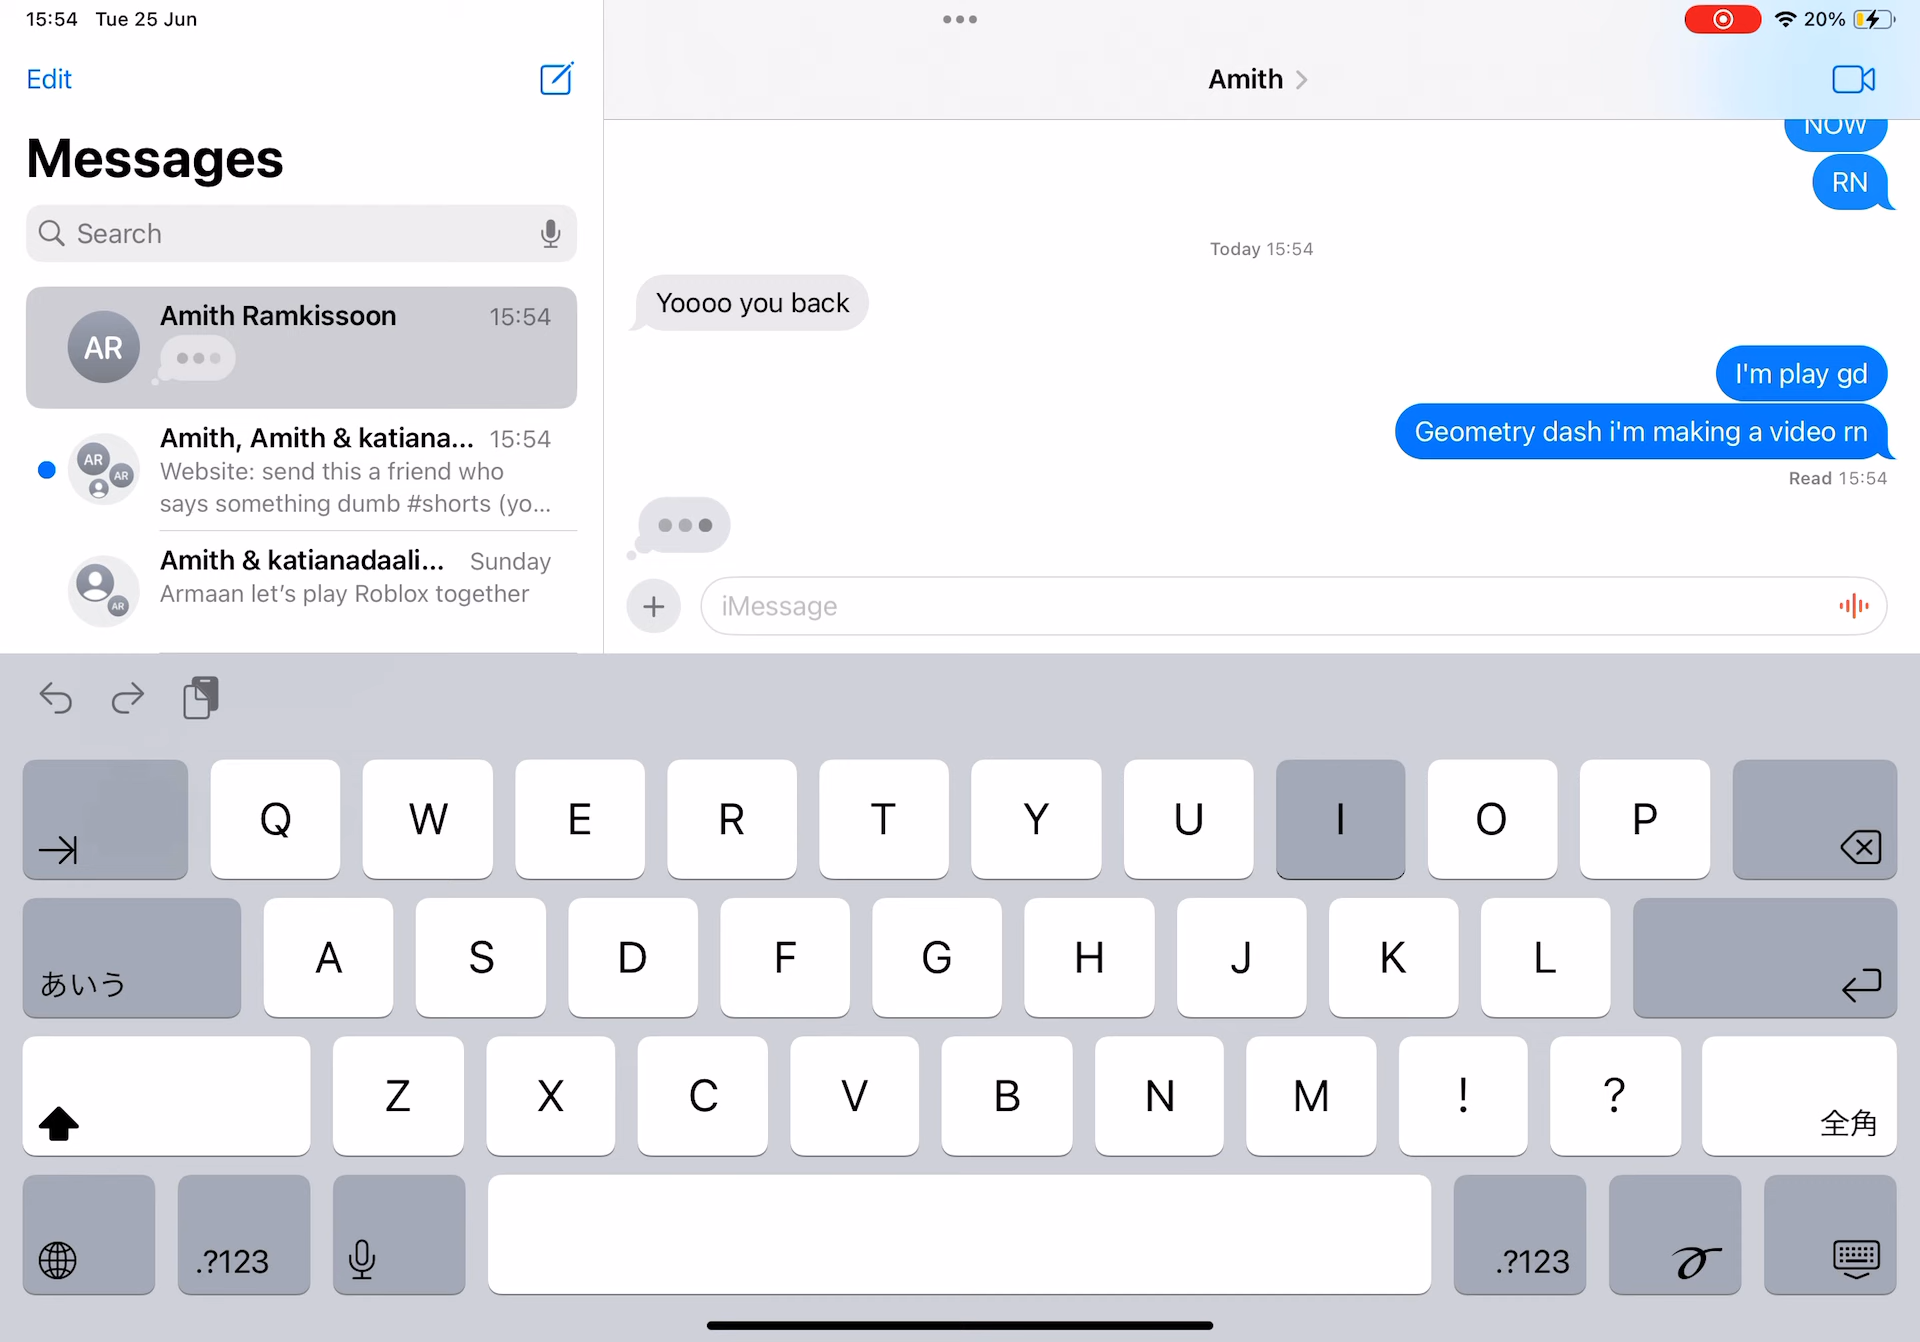 15:54 Tue 25 Jun
20%
Edit
Messages
Search
Amith Ramkissoon 15:54
AR
Amith, Amith & katiana... 15:54
AR
AR
Website: send this a friend who
says something dumb #shorts (yo...
Amith & katianadaali... Sunday
AR
Armaan let's play Roblox together
Amith
NOW
RN
Today 15:54
Yoooo you back
I'm play gd
Geometry dash i'm making a video rn
Read 15:54
iMessage
Q W E R T Y U I O P
あいう A S D F G H J K L
Z X C V B N M ! ? 全角
.?123 .?123